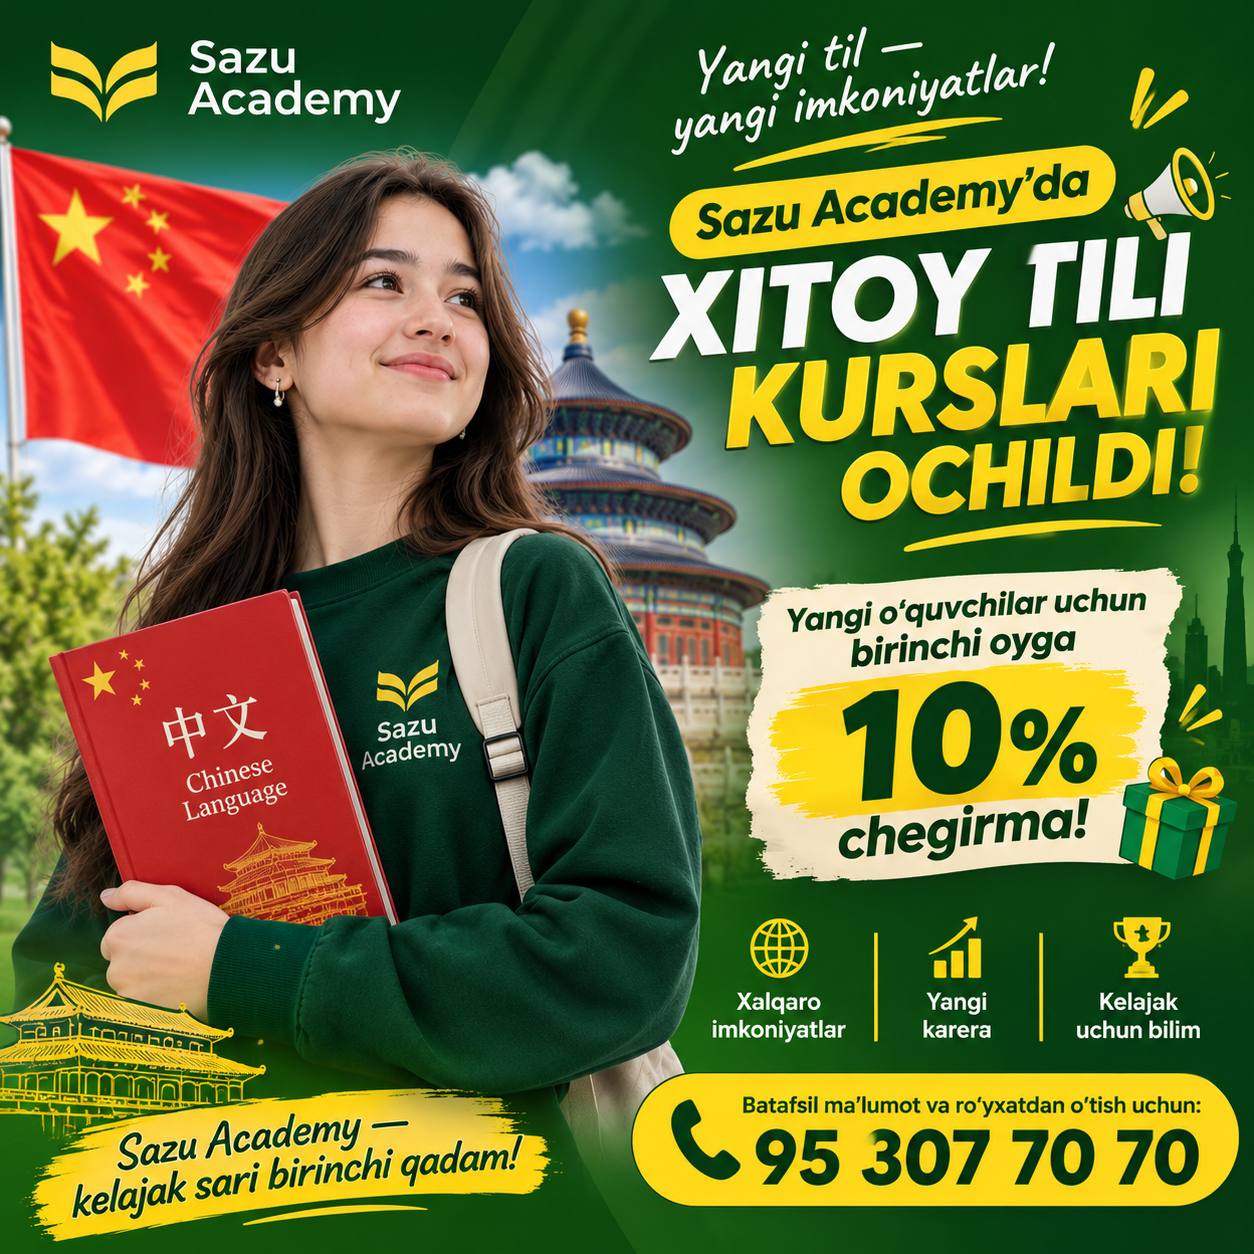 Sazu
Academy
Yangi til —
yangi imkoniyatlar!
Sazu Academy’da
XITOY TILI
KURSLARI
OCHILDI!
Yangi o‘quvchilar uchun
birinchi oyga
10%
chegirma!
中文
Chinese
Language
Sazu
Academy
Xalqaro
imkoniyatlar
Yangi
karera
Kelajak
uchun bilim
Sazu Academy —
kelajak sari birinchi qadam!
Batafsil ma’lumot va ro‘yxatdan o‘tish uchun:
95 307 70 70